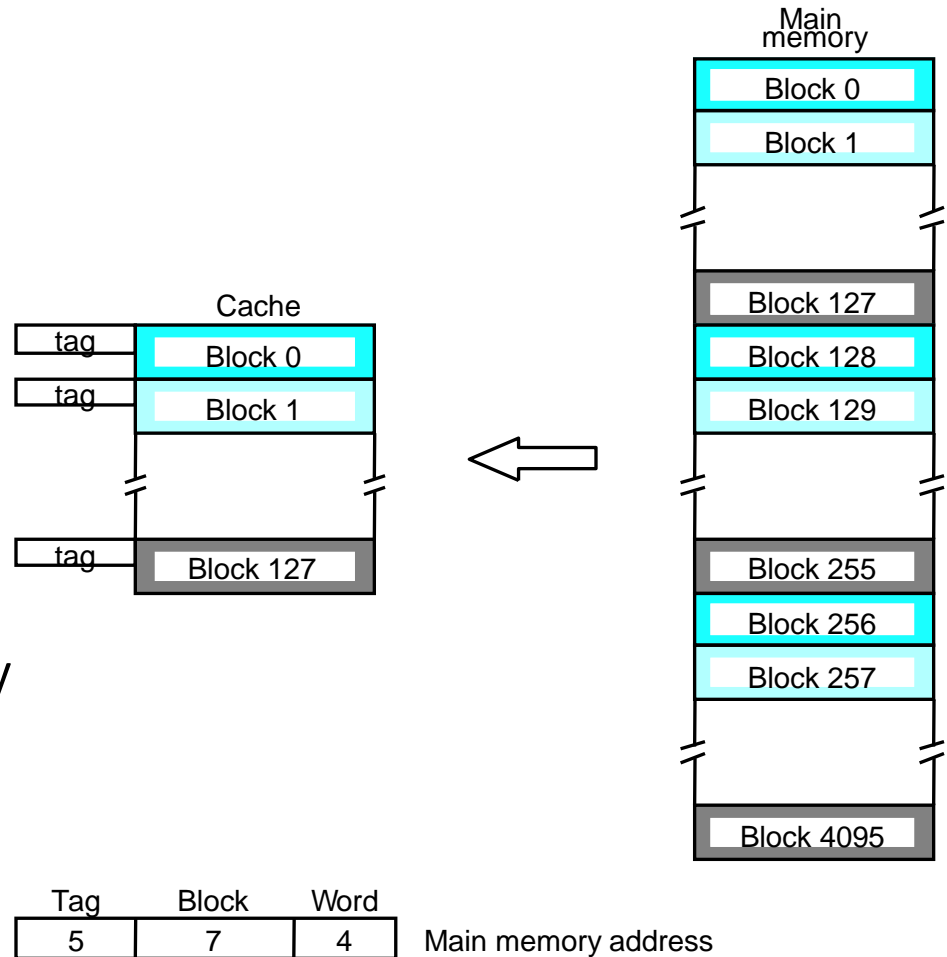 Main
memory
Block 0
Block 1
Block 127
Block 128
Block 129
Block 255
Block 256
Block 257
Block 4095
Cache
tag
Block 0
tag
Block 1
tag
Block 127
Tag Block Word
5 7 4 Main memory address